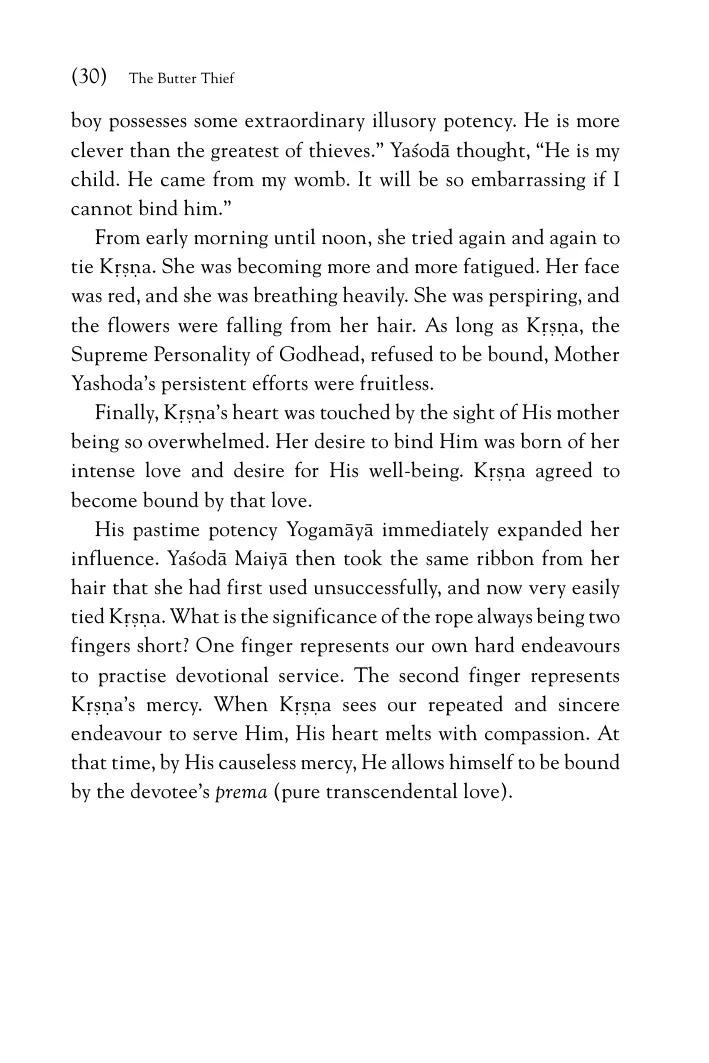 (30) The Butter Thief
boy possesses some extraordinary illusory potency. He is more
clever than the greatest of thieves.” Yaśodā thought, “He is my
child. He came from my womb. It will be so embarrassing if I
cannot bind him.”
From early morning until noon, she tried again and again to
tie Kṛṣṇa. She was becoming more and more fatigued. Her face
was red, and she was breathing heavily. She was perspiring, and
the flowers were falling from her hair. As long as Kṛṣṇa, the
Supreme Personality of Godhead, refused to be bound, Mother
Yashoda’s persistent efforts were fruitless.
Finally, Kṛṣṇa’s heart was touched by the sight of His mother
being so overwhelmed. Her desire to bind Him was born of her
intense love and desire for His well-being. Kṛṣṇa agreed to
become bound by that love.
His pastime potency Yogamāyā immediately expanded her
influence. Yaśodā Maiyā then took the same ribbon from her
hair that she had first used unsuccessfully, and now very easily
tied Kṛṣṇa. What is the significance of the rope always being two
fingers short? One finger represents our own hard endeavours
to practise devotional service. The second finger represents
Kṛṣṇa’s mercy. When Kṛṣṇa sees our repeated and sincere
endeavour to serve Him, His heart melts with compassion. At
that time, by His causeless mercy, He allows himself to be bound
by the devotee’s prema (pure transcendental love).